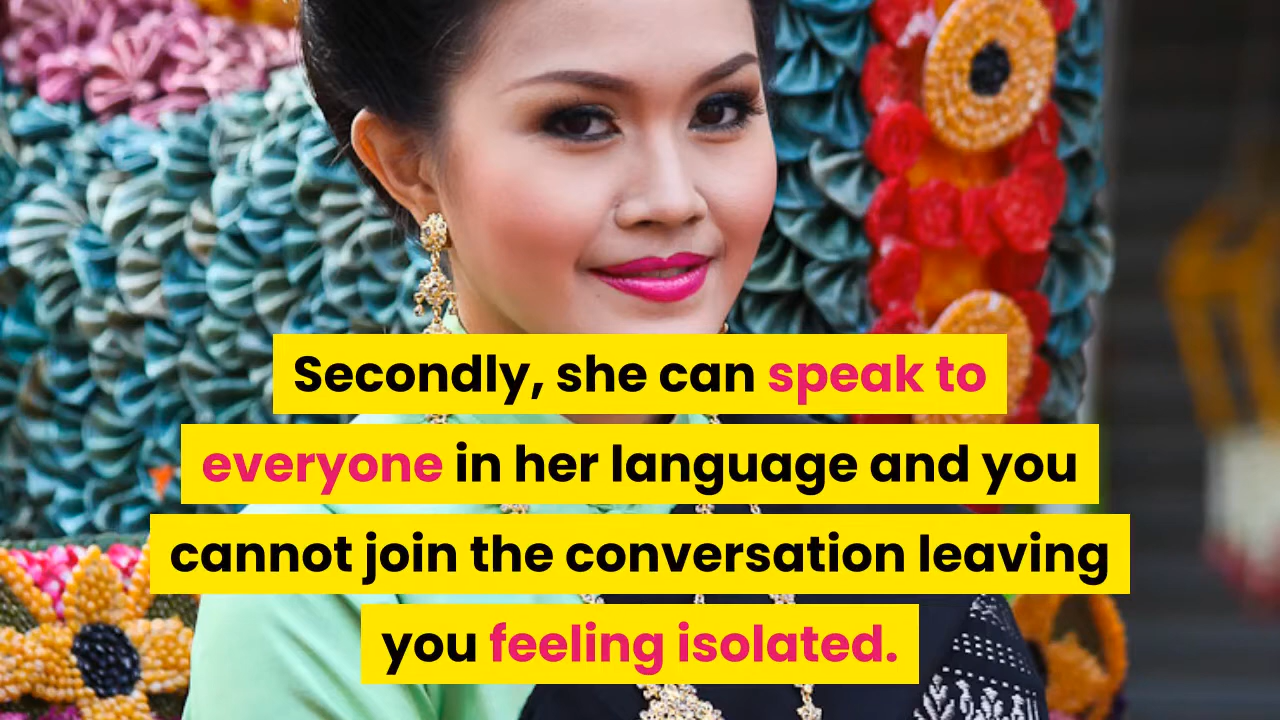 Secondly, she can speak to
everyone in her language and you
cannot join the conversation leaving
you feeling isolated.